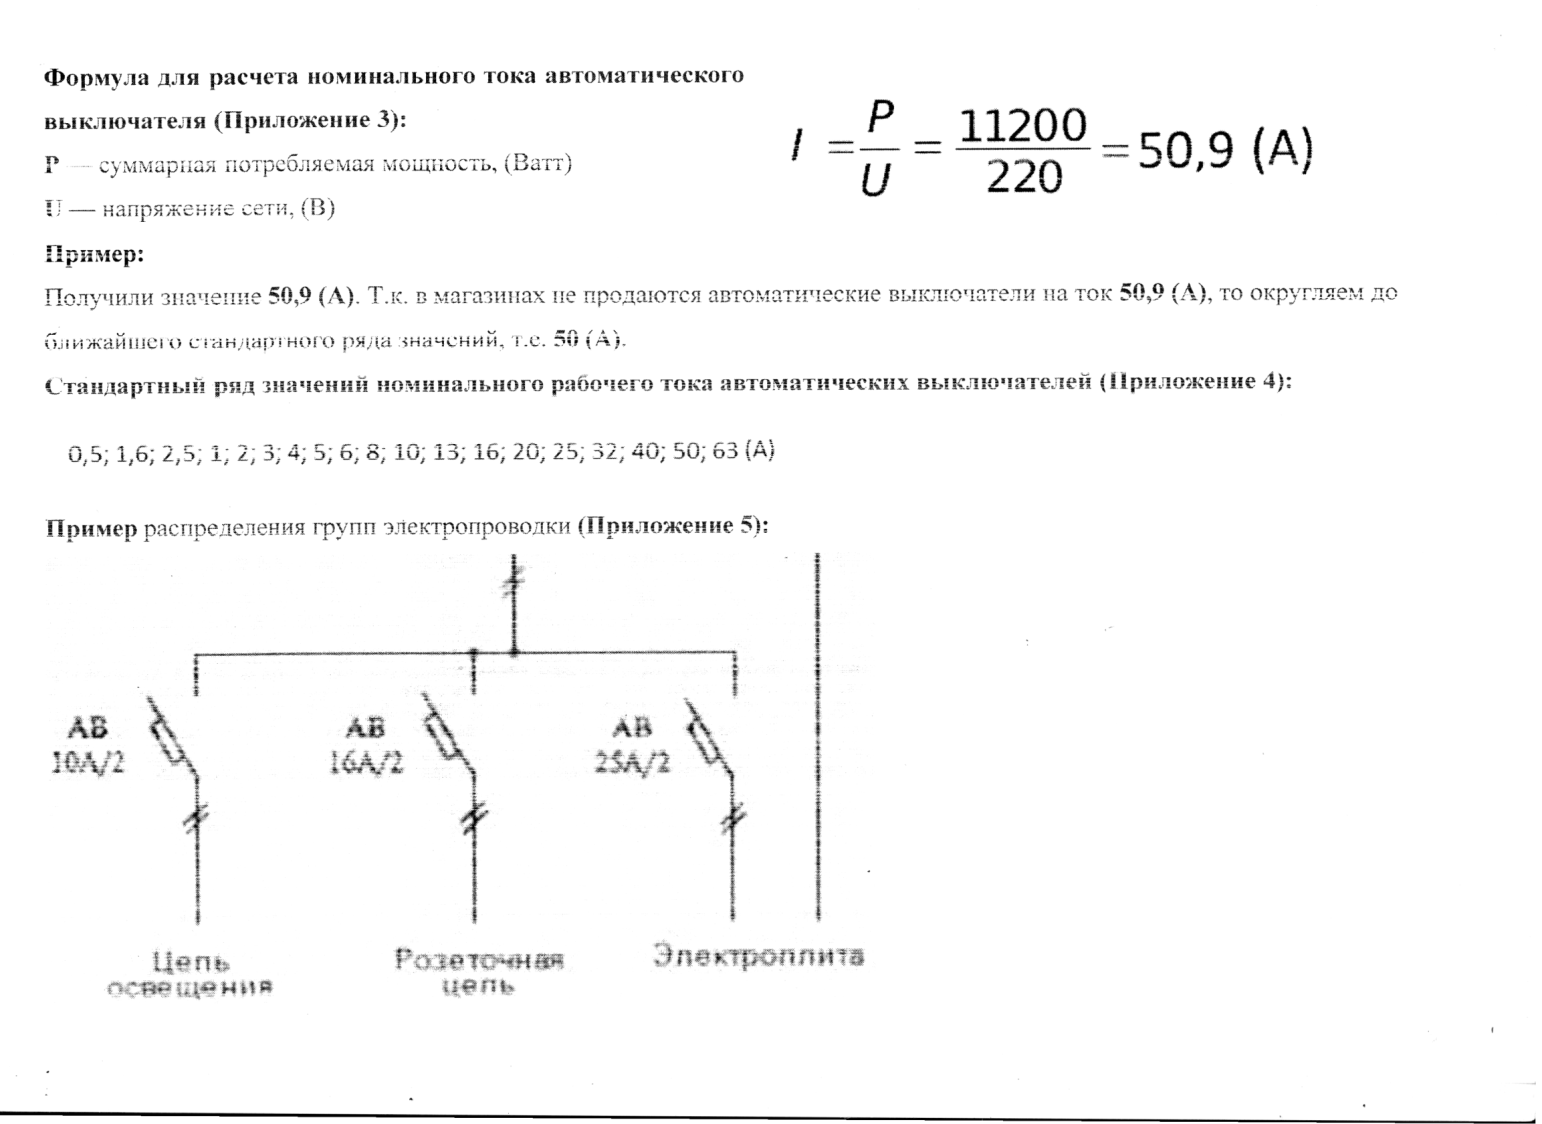 Формула для расчета номинального тока автоматического
выключателя (Приложение 3):
P — суммарная потребляемая мощность, (Ватт)
U — напряжение сети, (В)
I = P/U = 11200/220 = 50,9 (A)
Пример:
Получили значение 50,9 (А). Т.к. в магазинах не продаются автоматические выключатели на ток 50,9 (А), то округляем до
ближайшего стандартного ряда значений, т.е. 50 (А).
Стандартный ряд значений номинального рабочего тока автоматических выключателей (Приложение 4):
0,5; 1,6; 2,5; 1; 2; 3; 4; 5; 6; 8; 10; 13; 16; 20; 25; 32; 40; 50; 63 (А)
Пример распределения групп электропроводки (Приложение 5):
АВ
10А/2
АВ
16А/2
АВ
25А/2
Цепь
освещения
Розеточная
цепь
Электроплита